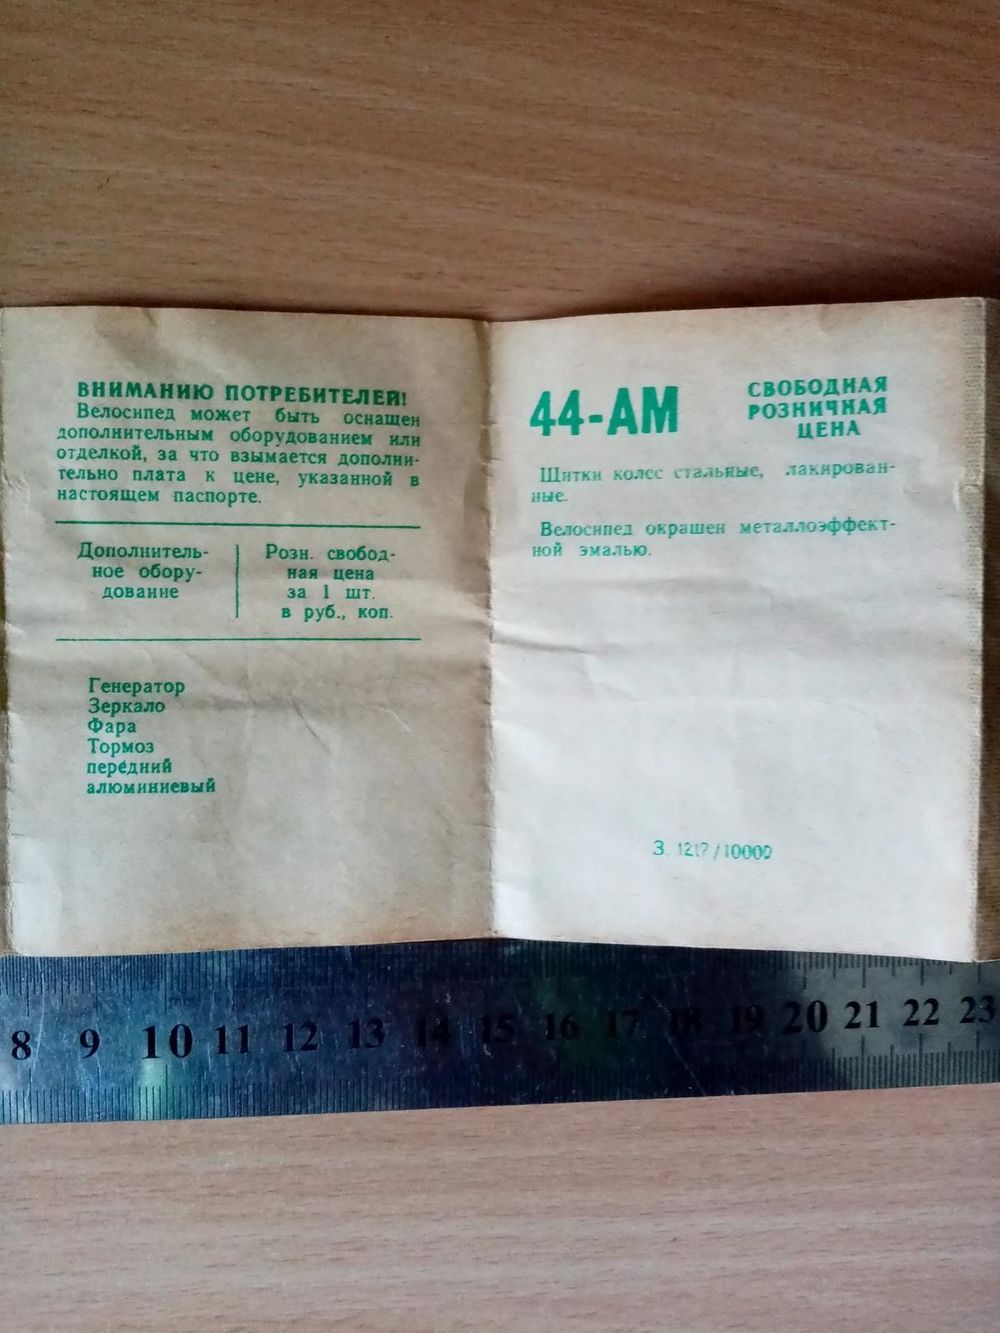 ВНИМАНИЮ ПОТРЕБИТЕЛЕЙ!
Велосипед может быть оснащен
дополнительным оборудованием или
отделкой, за что взымается дополни-
тельно плата к цене, указанной в
настоящем паспорте.
Дополнитель-
ное обору-
дование
Розн. свобод-
ная цена
за 1 шт.
в руб., коп.
Генератор
Зеркало
Фара
Тормоз
передний
алюминиевый
44-АМ
СВОБОДНАЯ
РОЗНИЧНАЯ
ЦЕНА
Щитки колес стальные, лакирован-
ные.
Велосипед окрашен металлоэффект-
ной эмалью.
З. 1217/10000
8 9 10 11 12 13 14 15 16 17 18 19 20 21 22 23